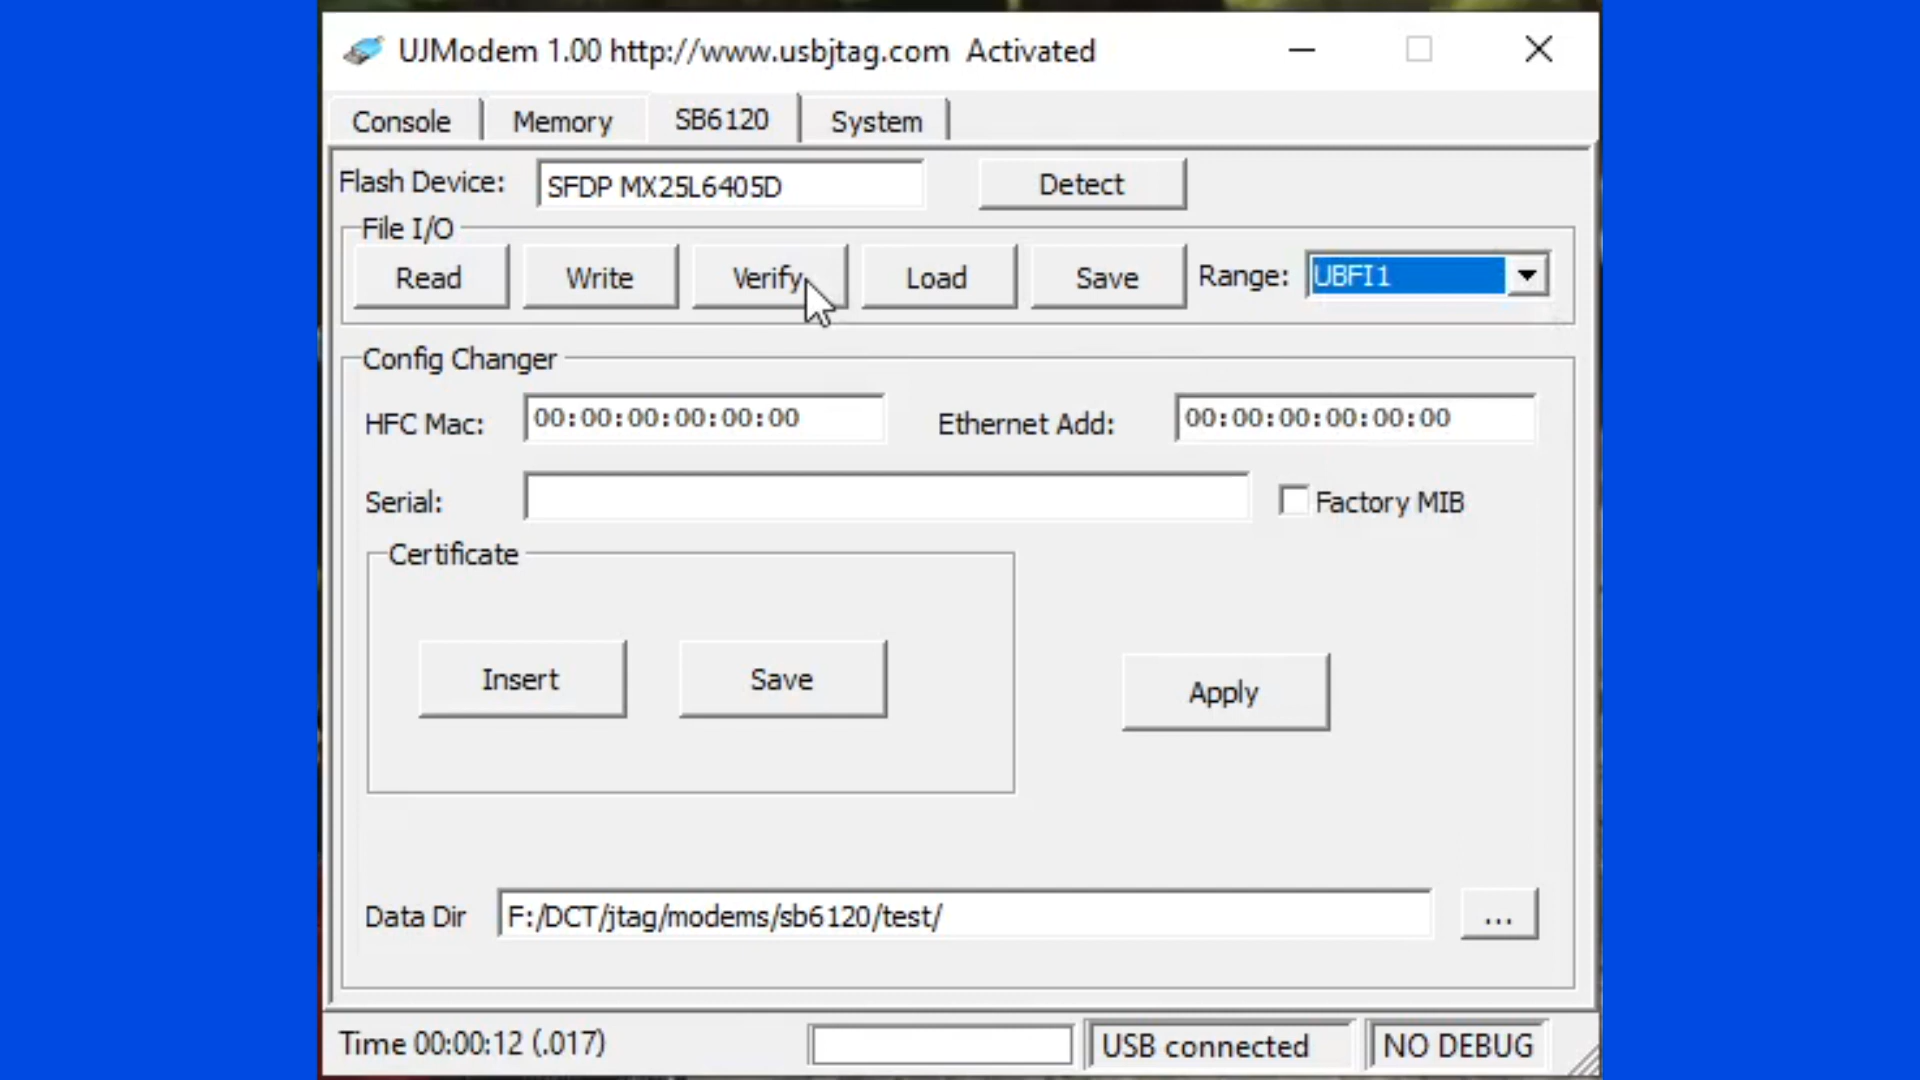 UJModem 1.00 http://www.usbjtag.com Activated
Console Memory SB6120 System
Flash Device: SFDP MX25L6405D Detect
File I/O
Read Write Verify Load Save Range: UBFI1
Config Changer
HFC Mac: 00:00:00:00:00:00 Ethernet Add: 00:00:00:00:00:00
Serial: Factory MIB
Certificate
Insert Save Apply
Data Dir F:/DCT/jtag/modems/sb6120/test/ ...
Time 00:00:12 (.017) USB connected NO DEBUG